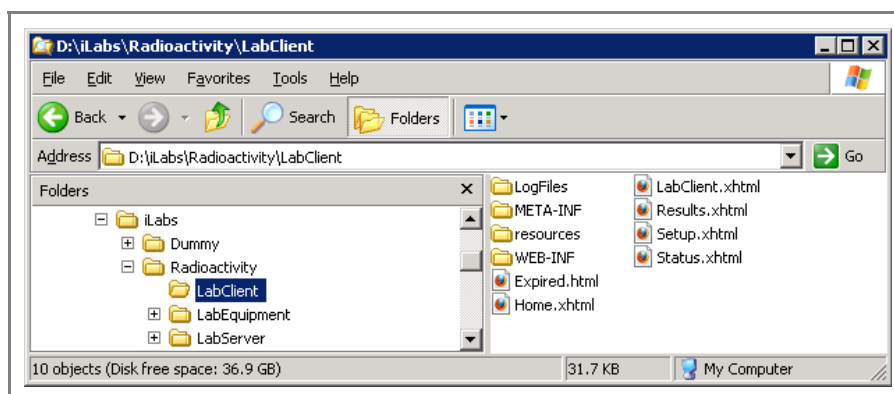 D:\iLabs\Radioactivity\LabClient
File Edit View Favorites Tools Help
Back Search Folders
Address D:\iLabs\Radioactivity\LabClient Go
Folders
iLabs
Dummy
Radioactivity
LabClient
LabEquipment
LabServer
LogFiles
META-INF
resources
WEB-INF
Expired.html
Home.xhtml
LabClient.xhtml
Results.xhtml
Setup.xhtml
Status.xhtml
10 objects (Disk free space: 36.9 GB) 31.7 KB My Computer